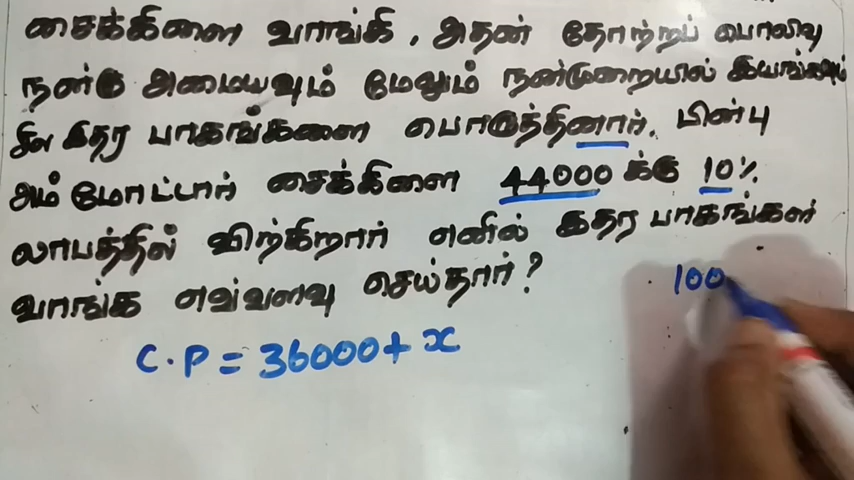 சைக்கிளை வாங்கி, அதன் தோற்றப் பொலிவு
நன்கு அமையவும் மேலும் நன்முறையில் இயங்கவும்
சில இதர பாகங்களை பொருத்தினார். பின்பு
அம்மோட்டார் சைக்கிளை 44000 க்கு 10%
லாபத்தில் விற்கிறார் எனில் இதர பாகங்கள்
வாங்க எவ்வளவு செய்தார்?
100
C.P = 36000 + x